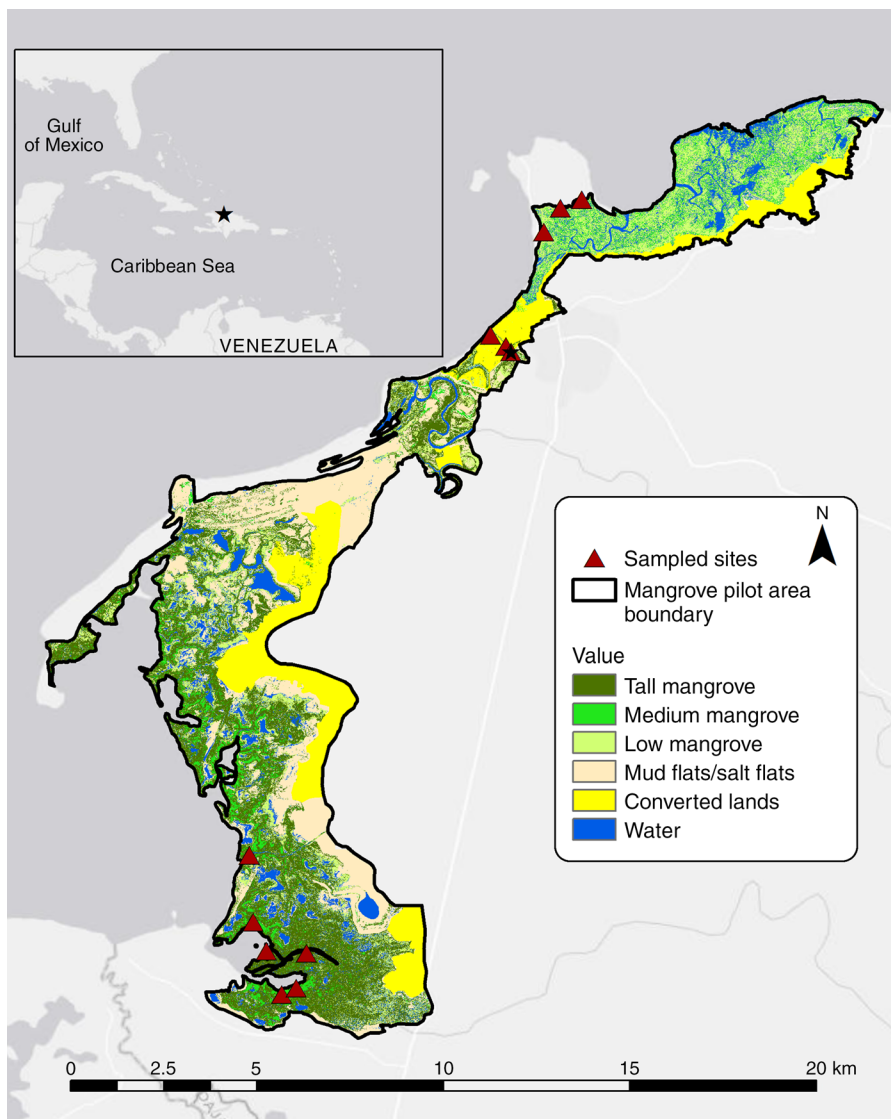 Gulf
of Mexico
Caribbean Sea
VENEZUELA
N
Sampled sites
Mangrove pilot area
boundary
Value
Tall mangrove
Medium mangrove
Low mangrove
Mud flats/salt flats
Converted lands
Water
0 2.5 5 10 15 20 km